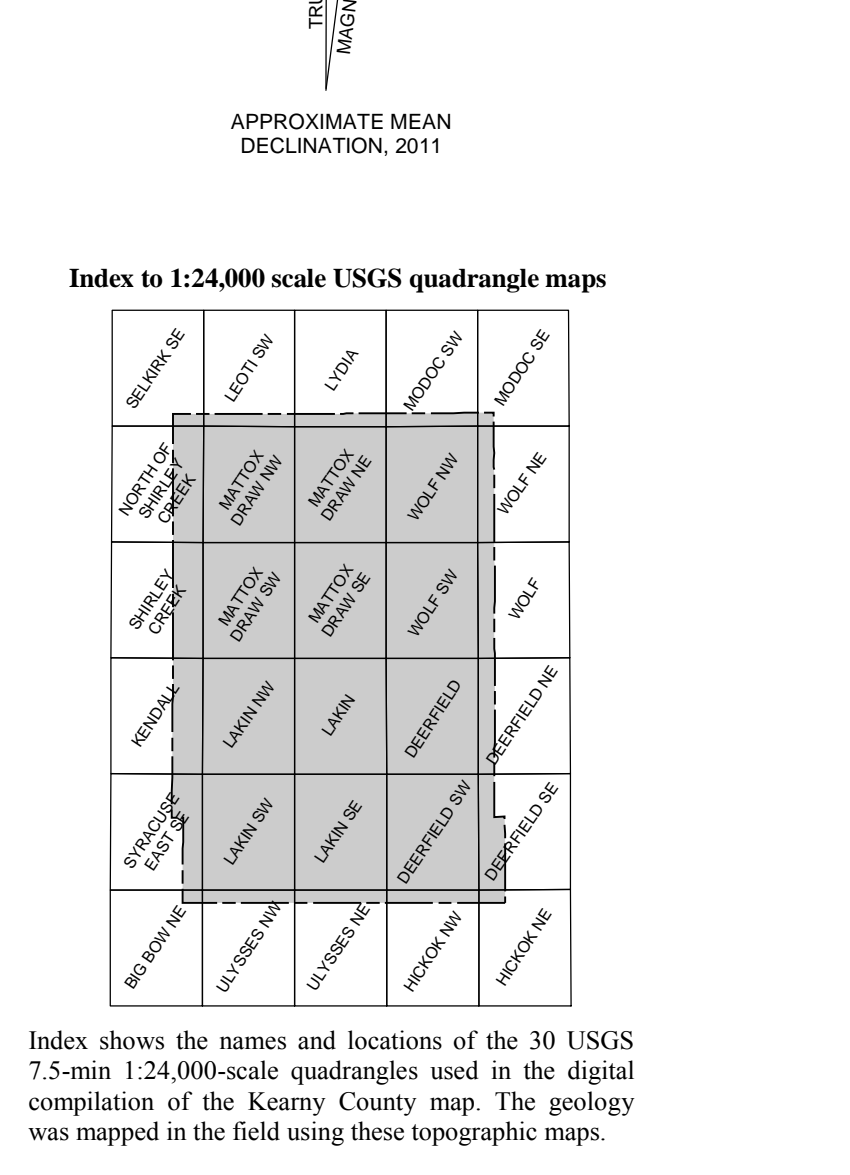 TRU
MAGN
APPROXIMATE MEAN
DECLINATION, 2011
Index to 1:24,000 scale USGS quadrangle maps
SELKIRK SE
LEOTI SW
LYDIA
MODOC SW
MODOC SE
NORTH OF
SHIRLEY
CREEK
MATTOX
DRAW NW
MATTOX
DRAW NE
WOLF NW
WOLF NE
SHIRLEY
CREEK
MATTOX
DRAW SW
MATTOX
DRAW SE
WOLF SW
WOLF
KENDALL
LAKIN NW
LAKIN
DEERFIELD
DEERFIELD NE
SYRACUSE
EAST SE
LAKIN SW
LAKIN SE
DEERFIELD SW
DEERFIELD SE
BIG BOW NE
ULYSSES NW
ULYSSES NE
HICKOK NW
HICKOK NE
Index shows the names and locations of the 30 USGS
7.5-min 1:24,000-scale quadrangles used in the digital
compilation of the Kearny County map. The geology
was mapped in the field using these topographic maps.